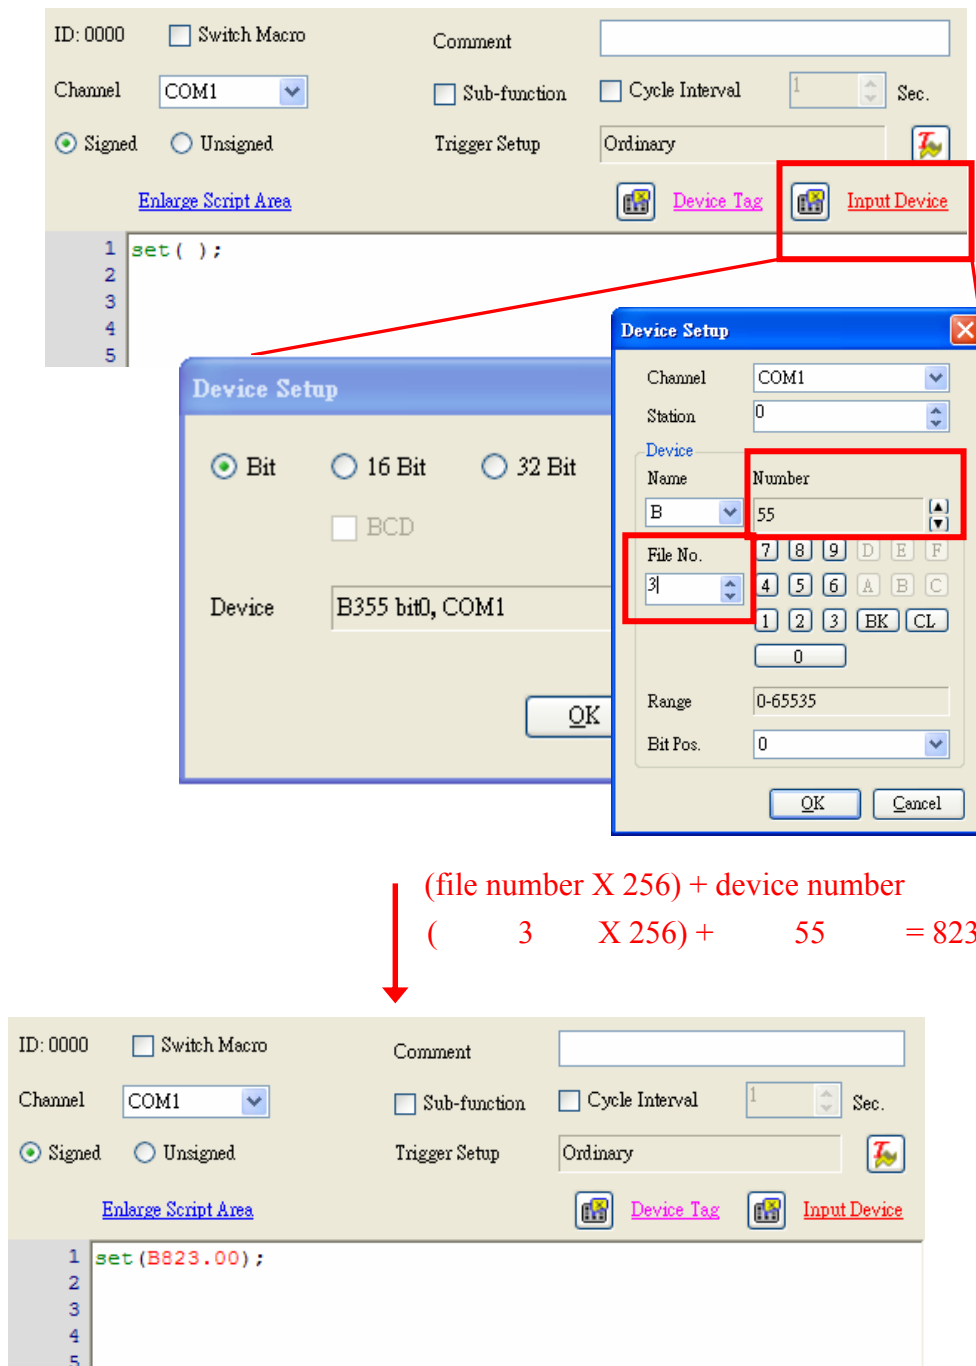 ID: 0000 Switch Macro Comment
Channel COM1 Sub-function Cycle Interval 1 Sec.
Signed Unsigned Trigger Setup Ordinary
Enlarge Script Area Device Tag Input Device
1 set( );
2
3
4
5
Device Setup
Bit 16 Bit 32 Bit
BCD
Device B355 bit0, COM1
OK
Device Setup
Channel COM1
Station 0
Device
Name Number
B 55
File No. 7 8 9 D E F
3 4 5 6 A B C
1 2 3 BK CL
0
Range 0-65535
Bit Pos. 0
OK Cancel
(file number X 256) + device number
( 3 X 256) + 55 = 823
ID: 0000 Switch Macro Comment
Channel COM1 Sub-function Cycle Interval 1 Sec.
Signed Unsigned Trigger Setup Ordinary
Enlarge Script Area Device Tag Input Device
1 set(B823.00);
2
3
4
5